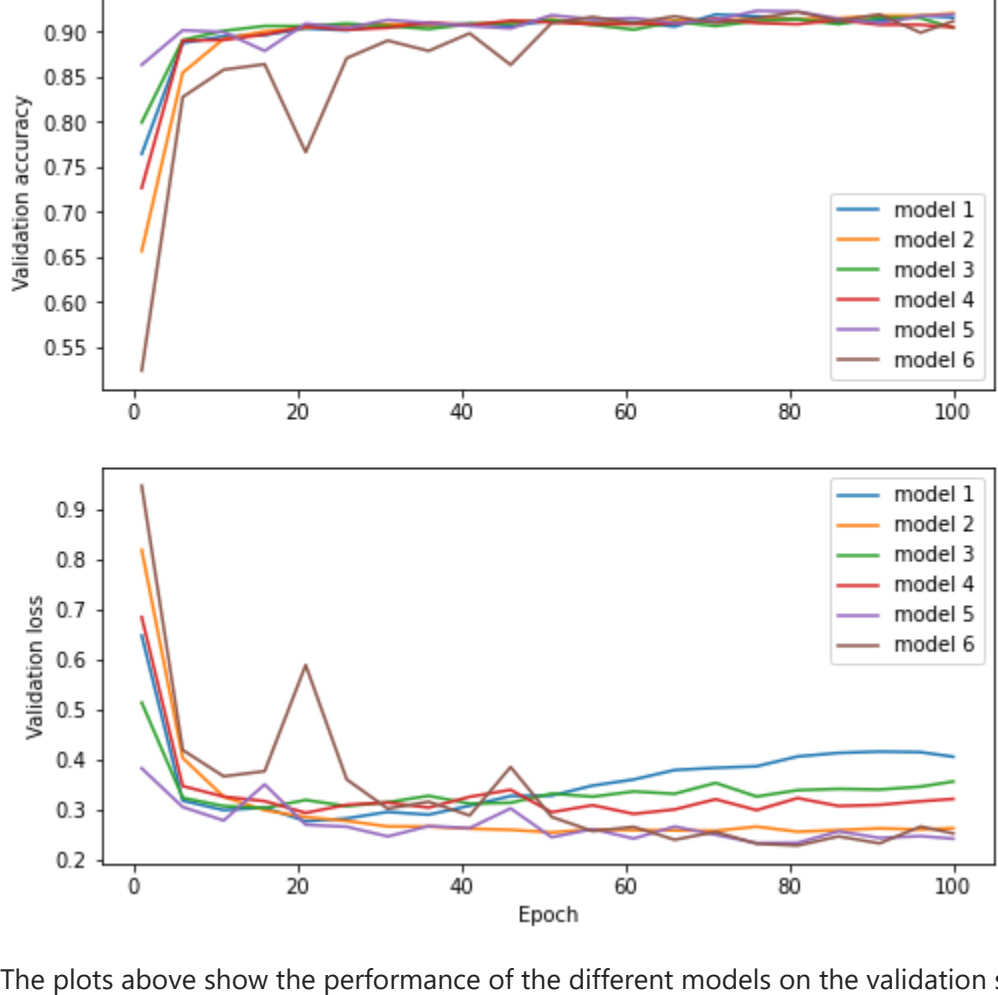 0.90
0.85
0.80
0.75
0.70
0.65
0.60
0.55
Validation accuracy
model 1
model 2
model 3
model 4
model 5
model 6
0 20 40 60 80 100
0.9
0.8
0.7
0.6
0.5
0.4
0.3
0.2
Validation loss
model 1
model 2
model 3
model 4
model 5
model 6
0 20 40 60 80 100
Epoch
The plots above show the performance of the different models on the validation s